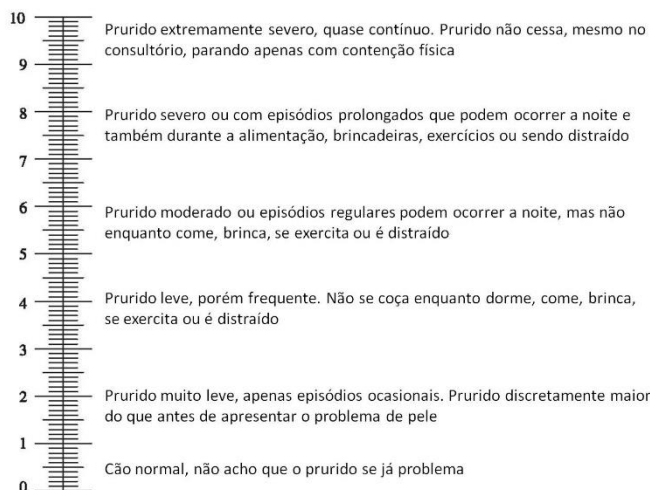 10
Prurido extremamente severo, quase contínuo. Prurido não cessa, mesmo no
consultório, parando apenas com contenção física
9
8
Prurido severo ou com episódios prolongados que podem ocorrer a noite e
também durante a alimentação, brincadeiras, exercícios ou sendo distraído
7
6
Prurido moderado ou episódios regulares podem ocorrer a noite, mas não
enquanto come, brinca, se exercita ou é distraído
5
4
Prurido leve, porém frequente. Não se coça enquanto dorme, come, brinca,
se exercita ou é distraído
3
2
Prurido muito leve, apenas episódios ocasionais. Prurido discretamente maior
do que antes de apresentar o problema de pele
1
Cão normal, não acho que o prurido se já problema
0